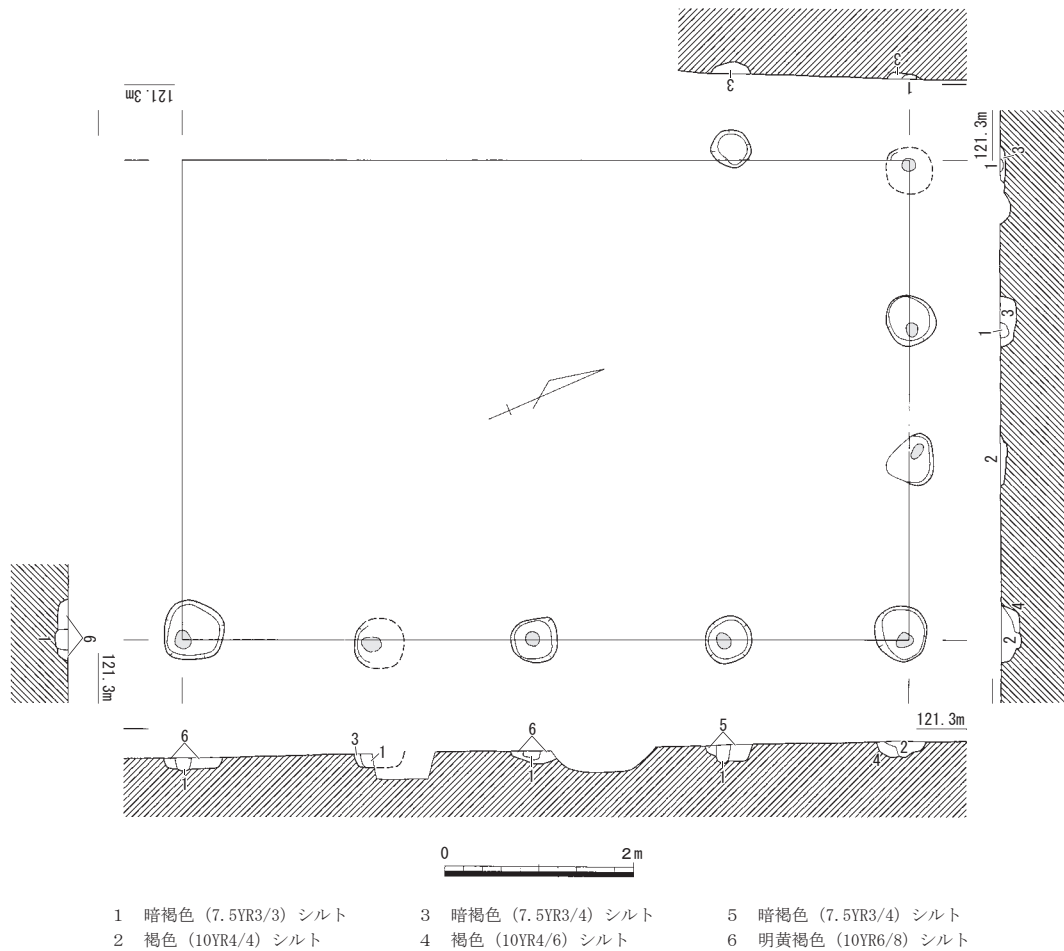 3
3
1
121.3m
121.3m
1
3
3
1
2
4
2
1
6
121.3m
121.3m
6
3
1
6
5
2
1
1
1
4
0
2m
1 暗褐色（7.5YR3/3）シルト
3 暗褐色（7.5YR3/4）シルト
5 暗褐色（7.5YR3/4）シルト
2 褐色（10YR4/4）シルト
4 褐色（10YR4/6）シルト
6 明黄褐色（10YR6/8）シルト